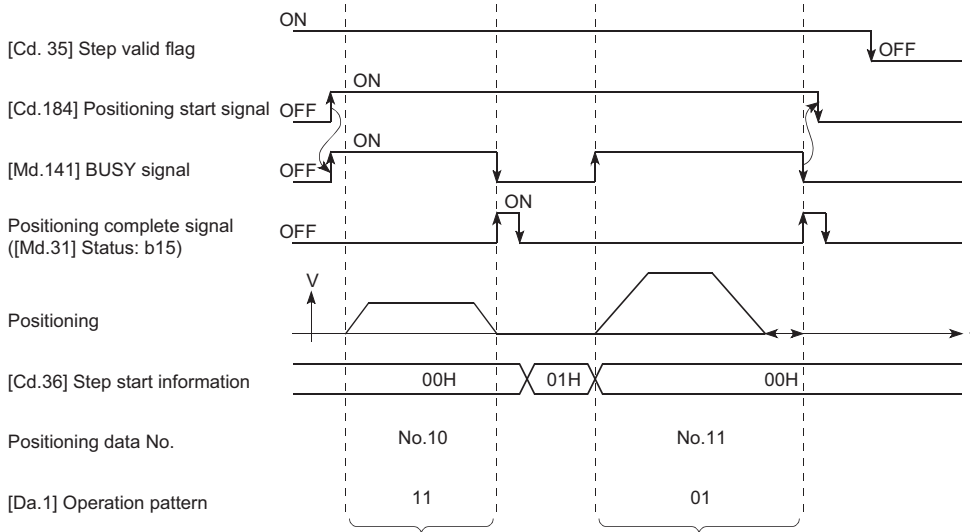 ON
[Cd. 35] Step valid flag
OFF
ON
[Cd.184] Positioning start signal
OFF
ON
[Md.141] BUSY signal
OFF
ON
Positioning complete signal
([Md.31] Status: b15)
OFF
V
Positioning
[Cd.36] Step start information
00H
01H
00H
Positioning data No.
No.10
No.11
[Da.1] Operation pattern
11
01